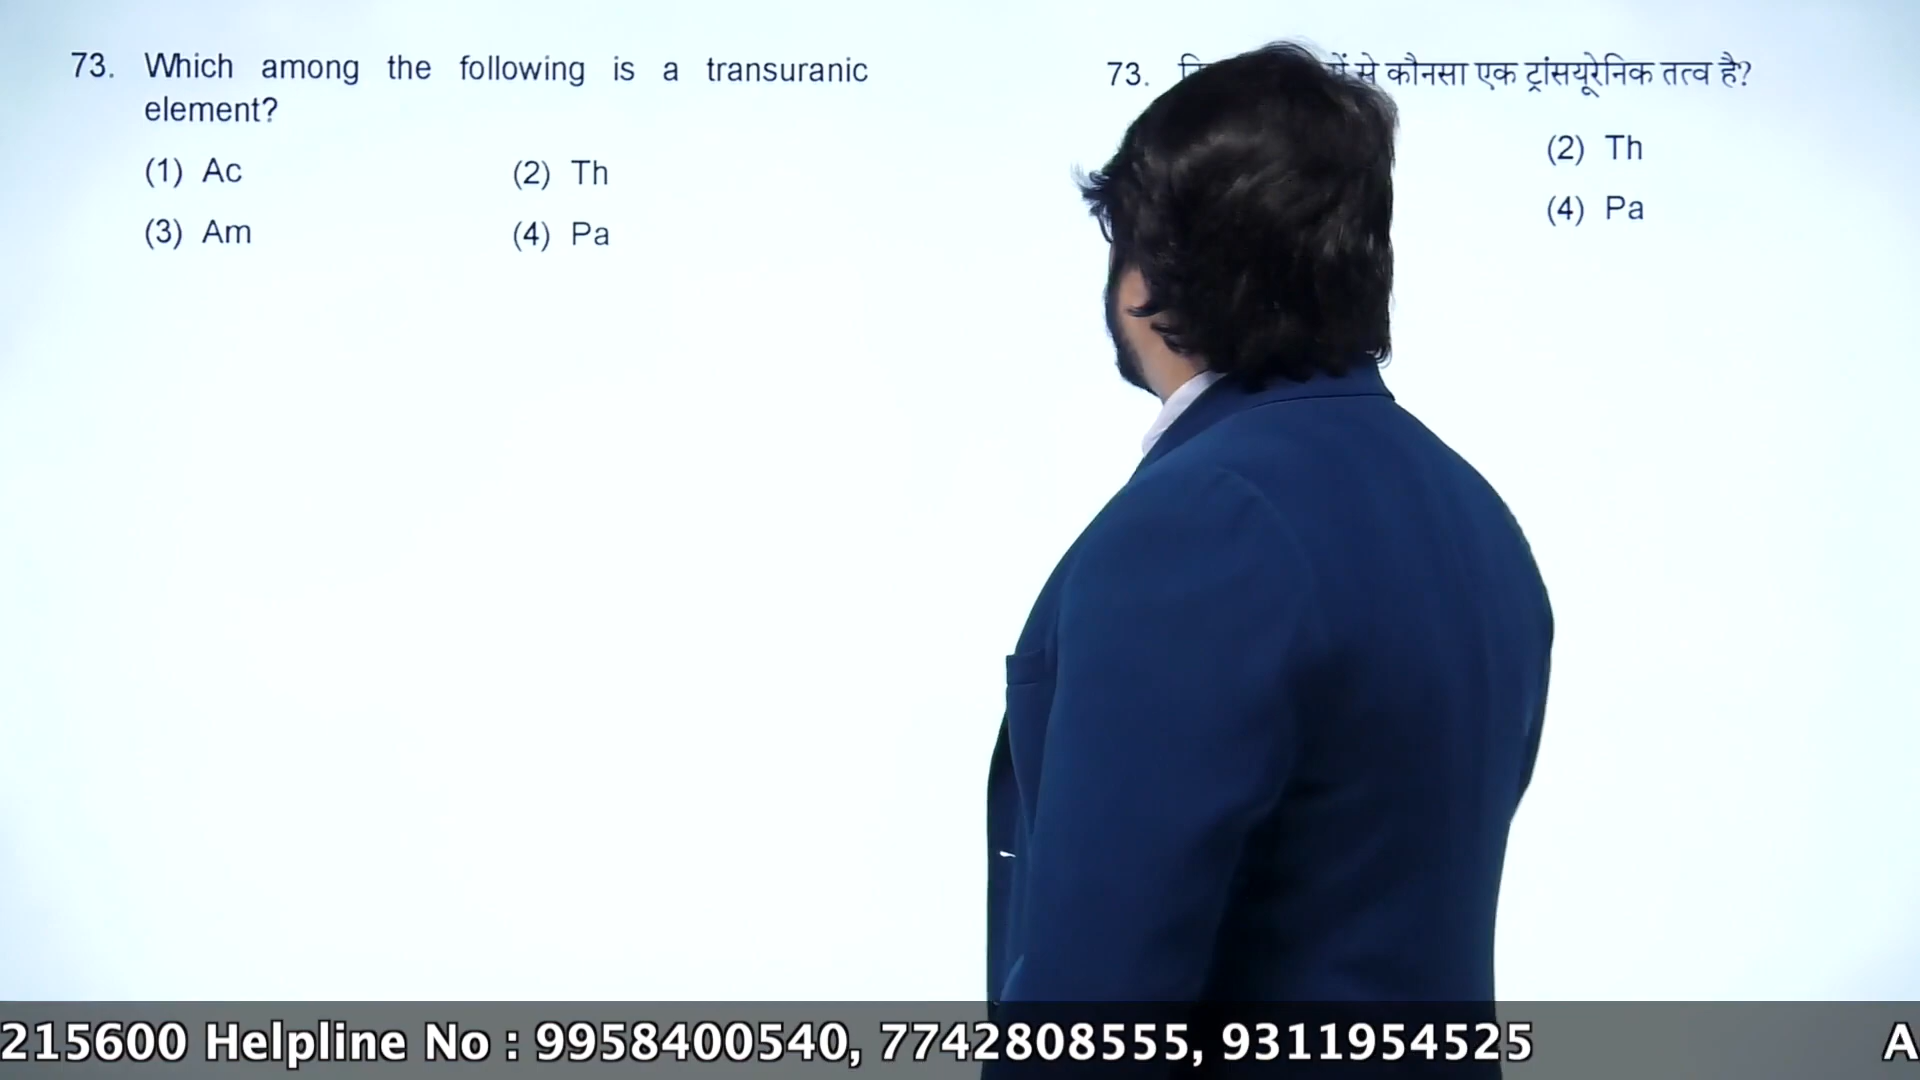 73. Which among the following is a transuranic
element?
(1) Ac (2) Th
(3) Am (4) Pa
73. से कौनसा एक ट्रांसयूरेनिक तत्व है?
(2) Th
(4) Pa
215600 Helpline No : 9958400540, 7742808555, 9311954525 A